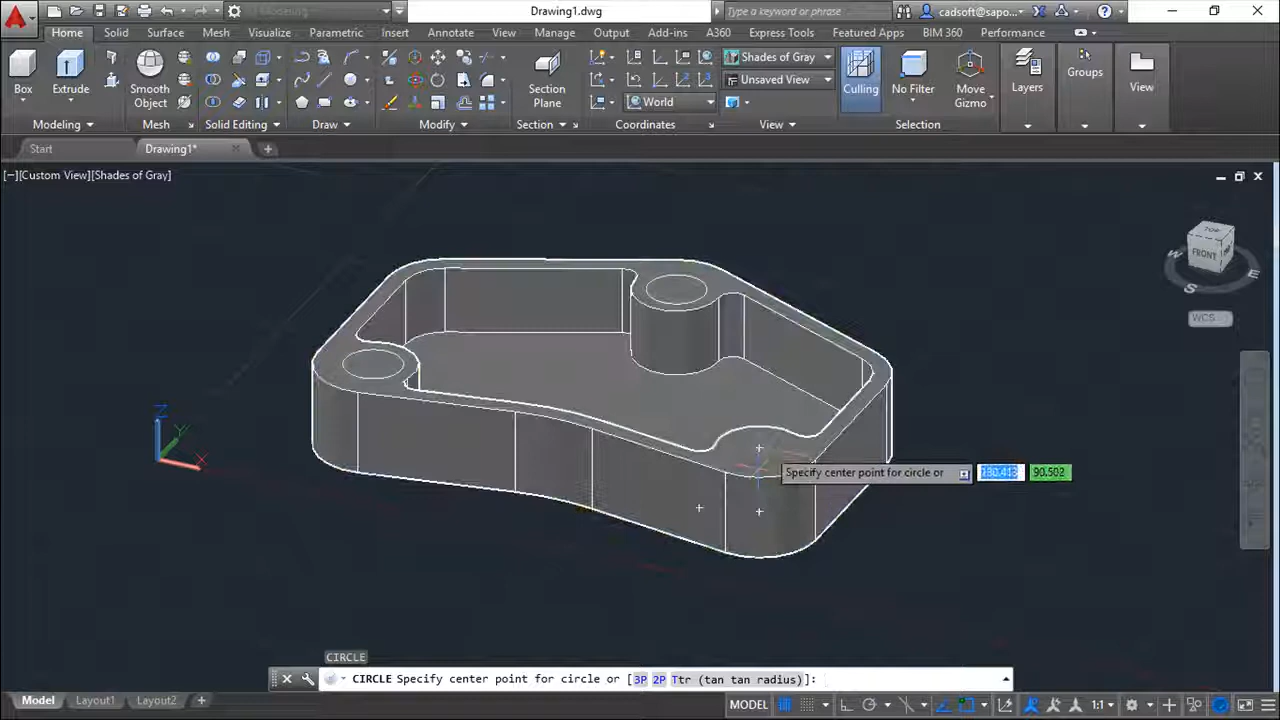 Drawing1.dwg
Type a keyword or phrase
cadsoft@sapo...
Home Solid Surface Mesh Visualize Parametric Insert Annotate View Manage Output Add-ins A360 Express Tools Featured Apps BIM 360 Performance
Box
Extrude
Smooth
Object
Section
Plane
Shades of Gray
Unsaved View
World
Culling
No Filter
Move
Gizmo
Layers
Groups
View
Modeling Mesh Solid Editing Draw Modify Section Coordinates View Selection
Start Drawing1*
[−][Custom View][Shades of Gray]
TOP
FRONT
W
S
E
WCS
Z
Y
X
Specify center point for circle or 90.502
CIRCLE
CIRCLE Specify center point for circle or [3P 2P Ttr (tan tan radius)]:
Model Layout1 Layout2 +
MODEL 1:1